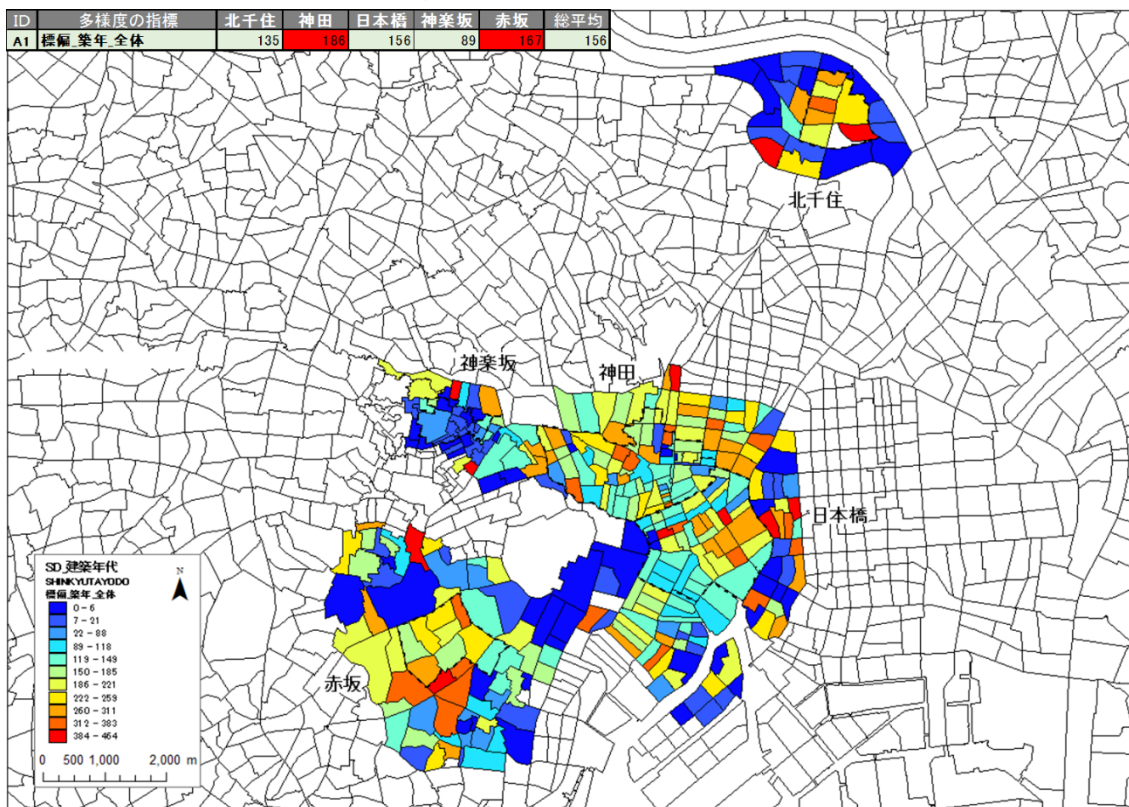 ID 多様度の指標 北千住 神田 日本橋 神楽坂 赤坂 総平均
A1 標偏_築年_全体 135 186 156 89 167 156
北千住
神楽坂
神田
日本橋
赤坂
SD_建築年代
SHINKYUTAYODO
標偏_築年_全体
0 - 6
7 - 21
22 - 88
89 - 118
119 - 149
150 - 185
186 - 221
222 - 259
260 - 311
312 - 383
384 - 464
N
0 500 1,000 2,000 m